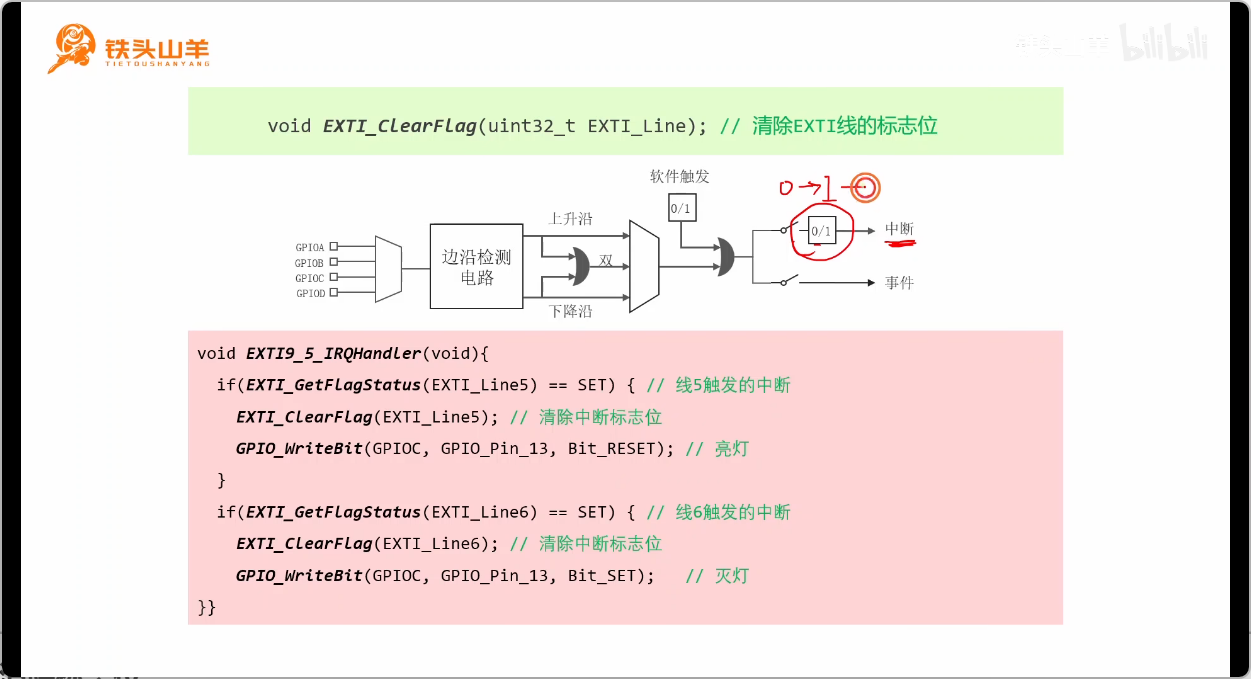 铁头山羊
TIETOUSHANYANG
bilibili
void EXTI_ClearFlag(uint32_t EXTI_Line); // 清除EXTI线的标志位
软件触发
0/1
0→1
上升沿
GPIOA
GPIOB
GPIOC
GPIOD
边沿检测
电路
双
下降沿
0/1
中断
事件
void EXTI9_5_IRQHandler(void){
if(EXTI_GetFlagStatus(EXTI_Line5) == SET) { // 线5触发的中断
EXTI_ClearFlag(EXTI_Line5); // 清除中断标志位
GPIO_WriteBit(GPIOC, GPIO_Pin_13, Bit_RESET); // 亮灯
}
if(EXTI_GetFlagStatus(EXTI_Line6) == SET) { // 线6触发的中断
EXTI_ClearFlag(EXTI_Line6); // 清除中断标志位
GPIO_WriteBit(GPIOC, GPIO_Pin_13, Bit_SET); // 灭灯
}}